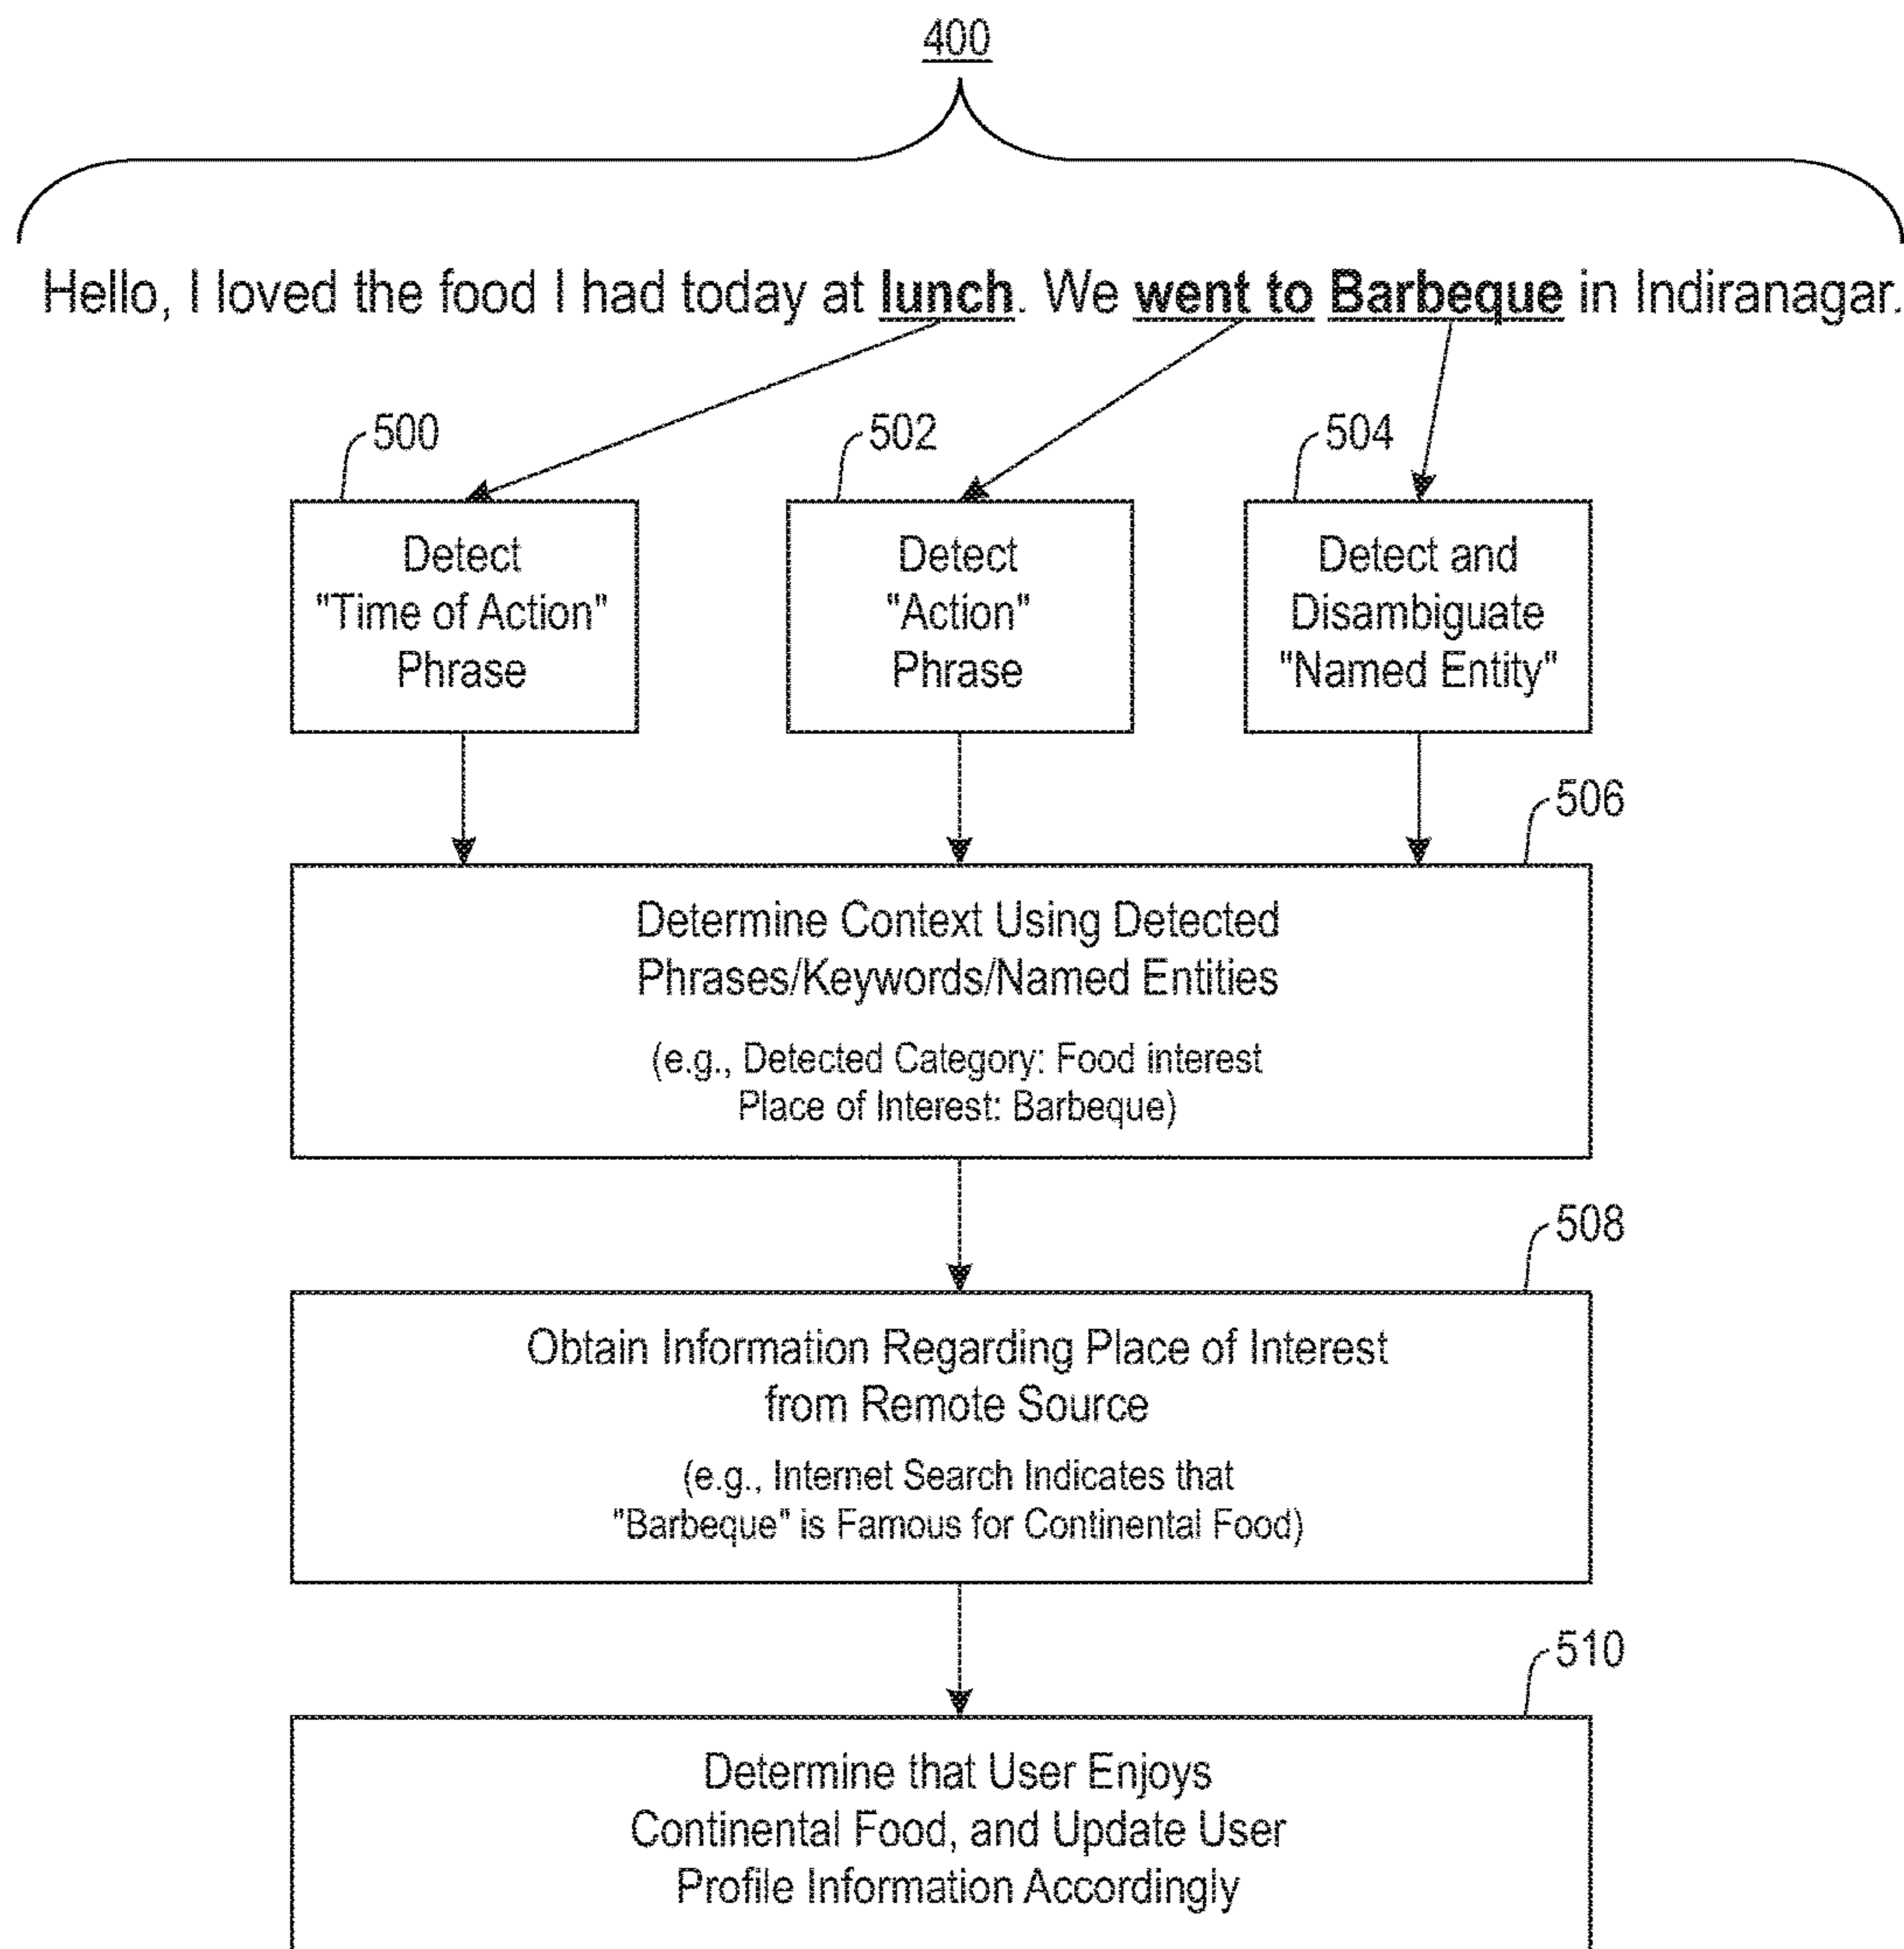 400
Hello, I loved the food I had today at lunch. We went to Barbeque in Indiranagar.
500
502
504
Detect
"Time of Action"
Phrase
Detect
"Action"
Phrase
Detect and
Disambiguate
"Named Entity"
506
Determine Context Using Detected
Phrases/Keywords/Named Entities
(e.g., Detected Category: Food interest
Place of Interest: Barbeque)
508
Obtain Information Regarding Place of Interest
from Remote Source
(e.g., Internet Search Indicates that
"Barbeque" is Famous for Continental Food)
510
Determine that User Enjoys
Continental Food, and Update User
Profile Information Accordingly